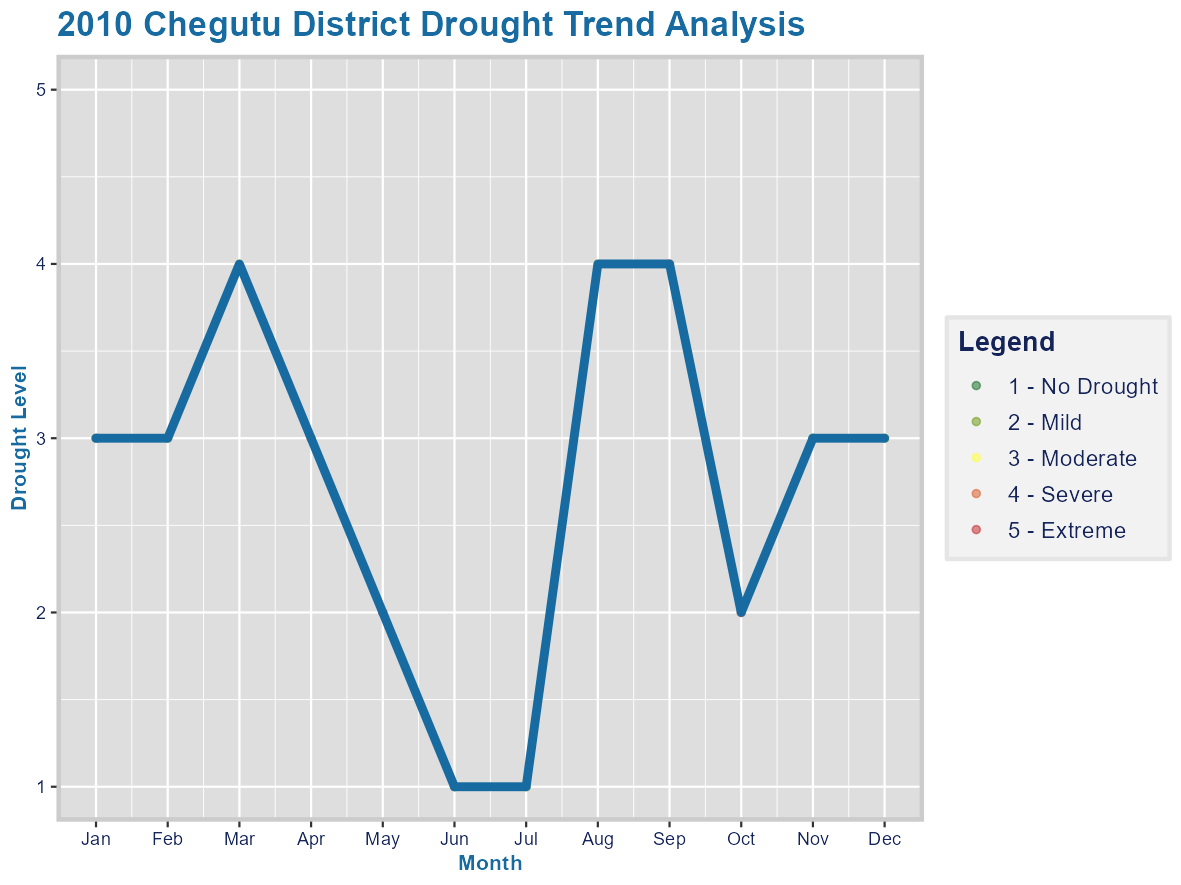 2010 Chegutu District Drought Trend Analysis
5
4
3
2
1
Drought Level
Jan Feb Mar Apr May Jun Jul Aug Sep Oct Nov Dec
Month
Legend
1 - No Drought
2 - Mild
3 - Moderate
4 - Severe
5 - Extreme